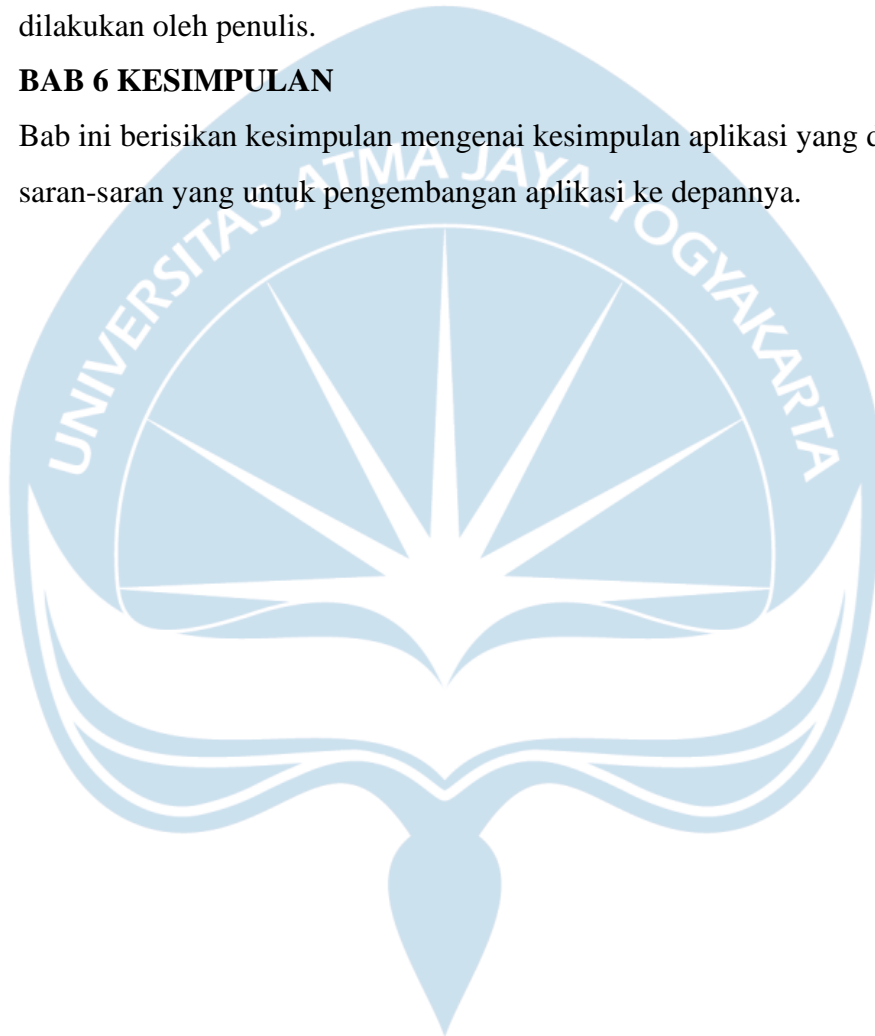 dilakukan oleh penulis.
BAB 6 KESIMPULAN
Bab ini berisikan kesimpulan mengenai kesimpulan aplikasi yang
saran-saran yang untuk pengembangan aplikasi ke depannya.
UNIVERSITAS ATMA JAYA YOGYAKARTA